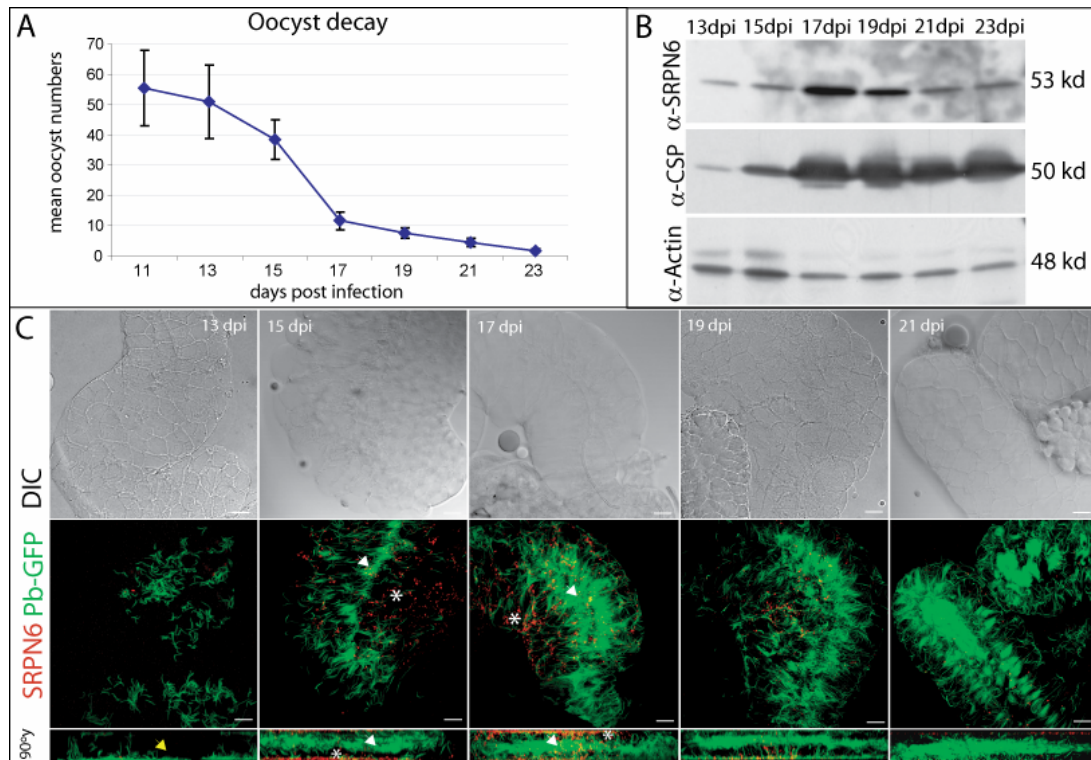 A
Oocyst decay
mean oocyst numbers
70
60
50
40
30
20
10
0
11 13 15 17 19 21 23
days post infection
B
13dpi 15dpi 17dpi 19dpi 21dpi 23dpi
α-SRPN6
53 kd
α-CSP
50 kd
α-Actin
48 kd
C
DIC
13 dpi
15 dpi
17 dpi
19 dpi
21 dpi
SRPN6 Pb-GFP
*
*
90°y
*
*